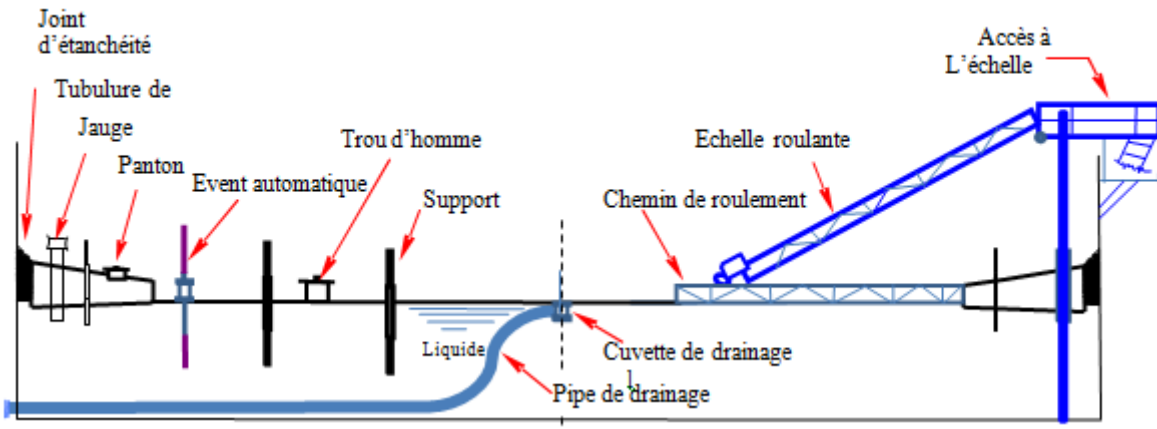 Joint
d'étanchéité
Tubulure de
Jauge
Panton
Event automatique
Trou d'homme
Support
Echelle roulante
Chemin de roulement
Accès à
L'échelle
Liquide
Cuvette de drainage
Pipe de drainage